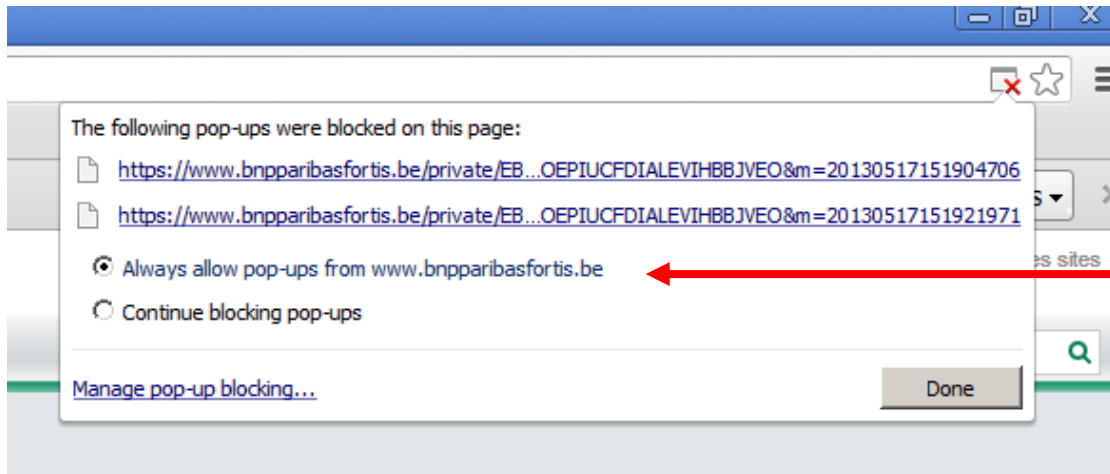 The following pop-ups were blocked on this page:
https://www.bnpparibasfortis.be/private/EB...OEPIUCFDIALEVIHBBJVEO&m=20130517151904706
https://www.bnpparibasfortis.be/private/EB...OEPIUCFDIALEVIHBBJVEO&m=20130517151921971
Always allow pop-ups from www.bnpparibasfortis.be
es sites
Continue blocking pop-ups
Manage pop-up blocking...
Done